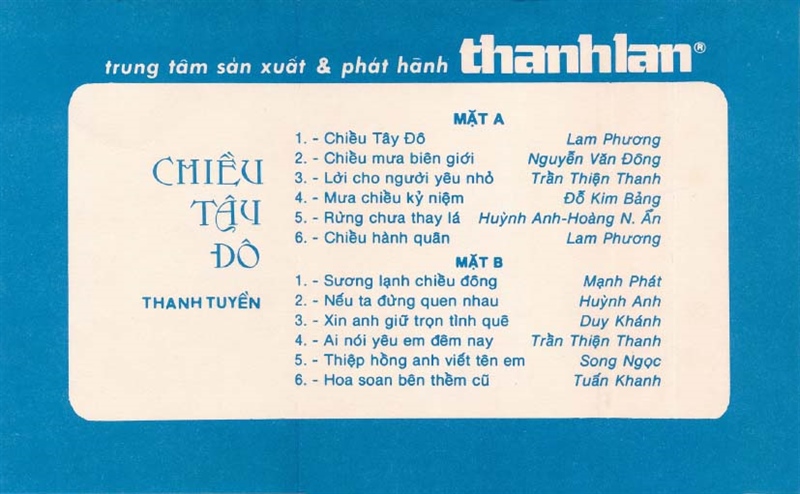 trung tâm sản xuất & phát hành thanhlan®
CHIỀU
TÂY
ĐÔ
THANH TUYỀN
MẶT A
1. - Chiều Tây Đô Lam Phương
2. - Chiều mưa biên giới Nguyễn Văn Đông
3. - Lời cho người yêu nhỏ Trần Thiện Thanh
4. - Mưa chiều kỷ niệm Đỗ Kim Bảng
5. - Rừng chưa thay lá Huỳnh Anh-Hoàng N. Ẩn
6. - Chiều hành quân Lam Phương
MẶT B
1. - Sương lạnh chiều đông Mạnh Phát
2. - Nếu ta đừng quen nhau Huỳnh Anh
3. - Xin anh giữ trọn tình quê Duy Khánh
4. - Ai nói yêu em đêm nay Trần Thiện Thanh
5. - Thiệp hồng anh viết tên em Song Ngọc
6. - Hoa soan bên thềm cũ Tuấn Khanh